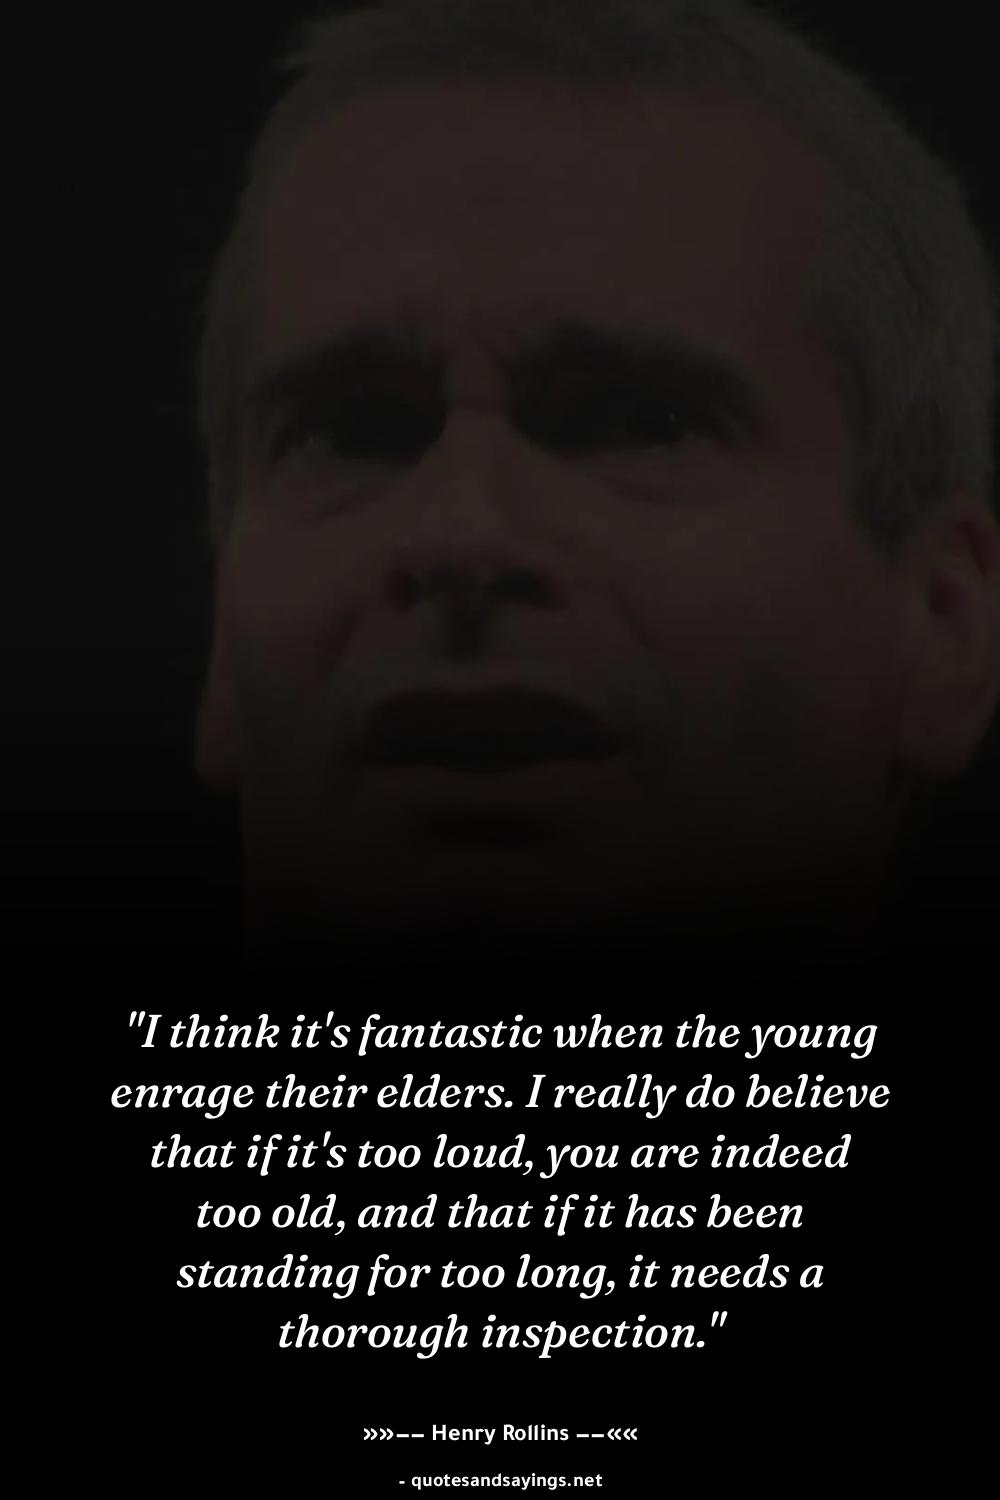 "I think it's fantastic when the young
enrage their elders. I really do believe
that if it's too loud, you are indeed
too old, and that if it has been
standing for too long, it needs a
thorough inspection."
»»−− Henry Rollins −−««
- quotesandsayings.net